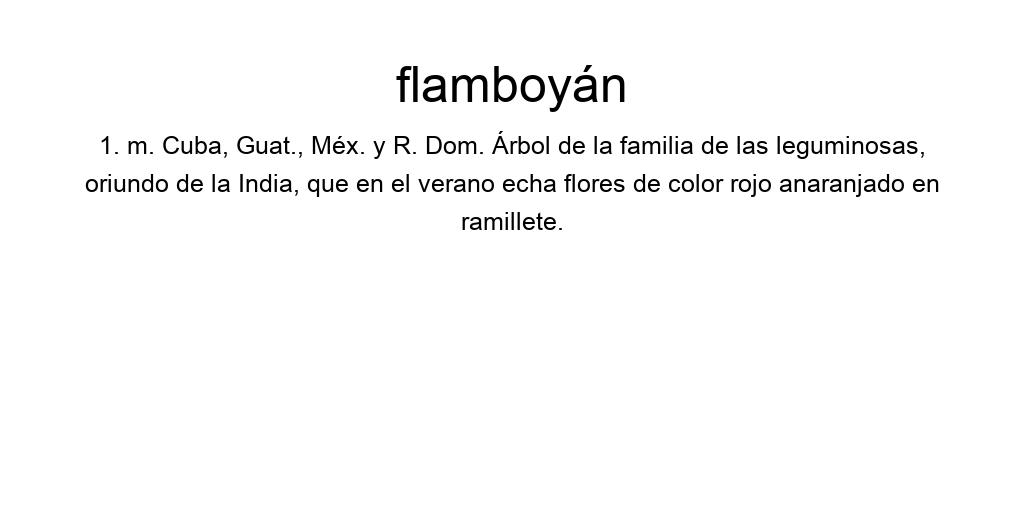 flamboyán
1. m. Cuba, Guat., Méx. y R. Dom. Árbol de la familia de las leguminosas,
oriundo de la India, que en el verano echa flores de color rojo anaranjado en
ramillete.